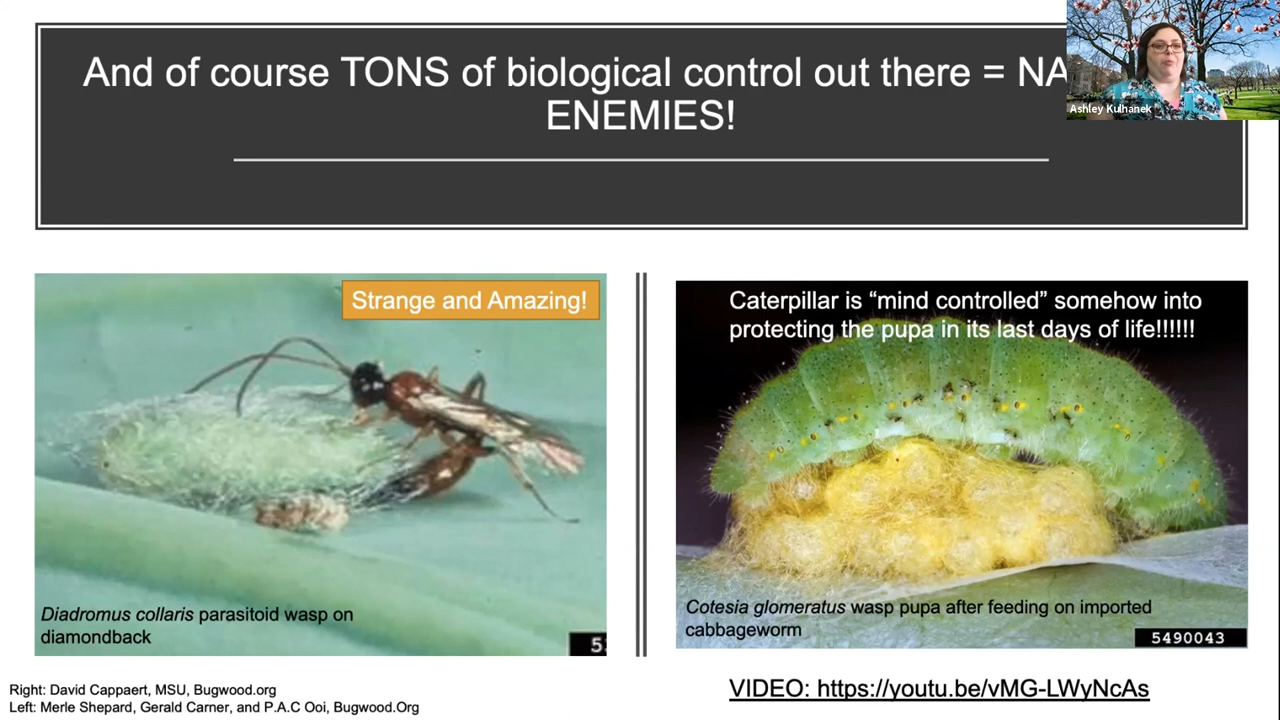 And of course TONS of biological control out there = NA
ENEMIES!
Ashley Kulhanek
Strange and Amazing!
Diadromus collaris parasitoid wasp on
diamondback
5
Caterpillar is “mind controlled” somehow into
protecting the pupa in its last days of life!!!!!!
Cotesia glomeratus wasp pupa after feeding on imported
cabbageworm
5490043
Right: David Cappaert, MSU, Bugwood.org
Left: Merle Shepard, Gerald Carner, and P.A.C Ooi, Bugwood.Org
VIDEO: https://youtu.be/vMG-LWyNcAs